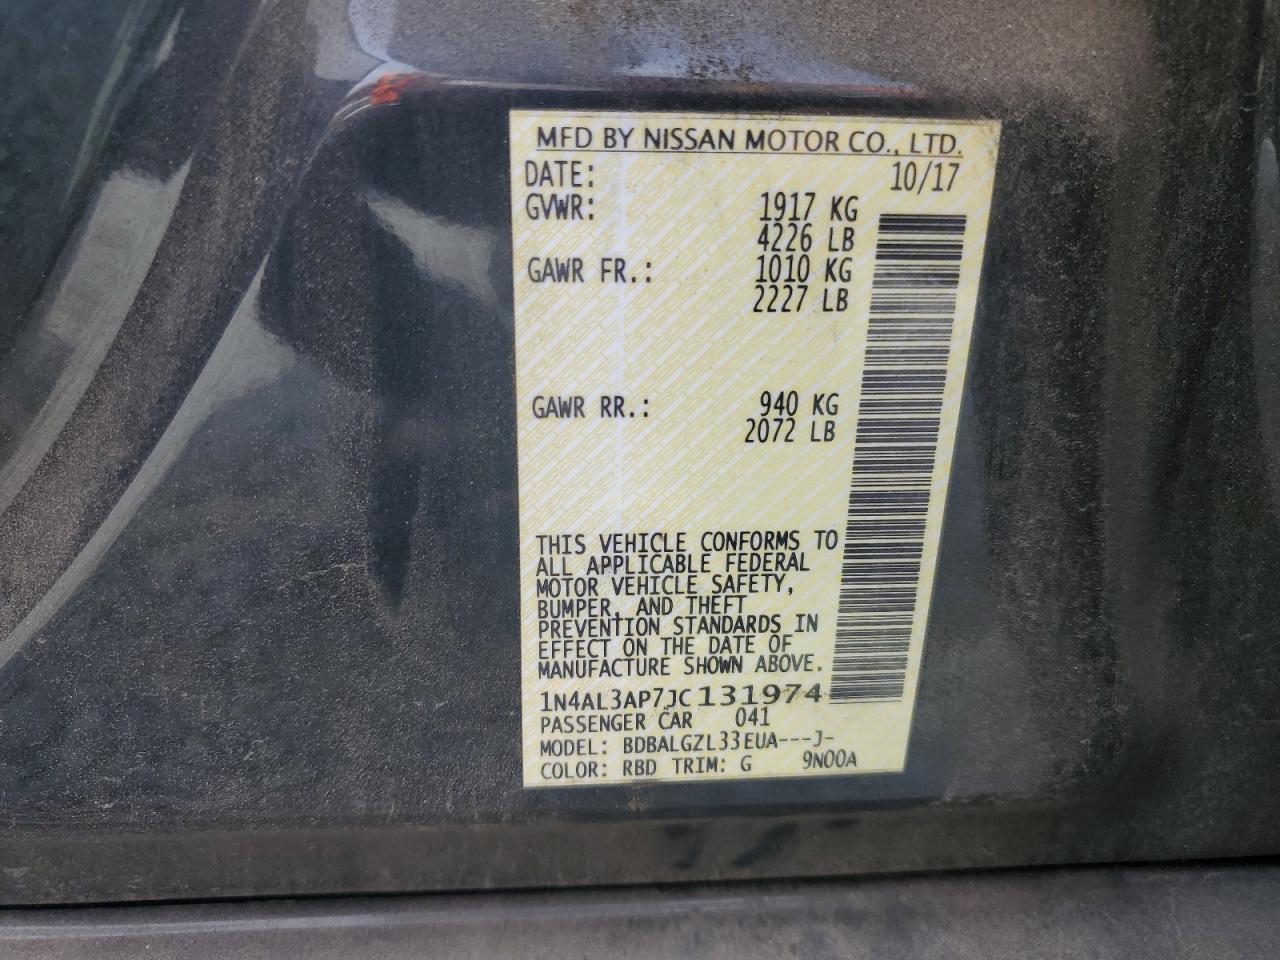 MFD BY NISSAN MOTOR CO., LTD.
DATE: 10/17
GVWR: 1917 KG
4226 LB
GAWR FR.: 1010 KG
2227 LB
GAWR RR.: 940 KG
2072 LB
THIS VEHICLE CONFORMS TO
ALL APPLICABLE FEDERAL
MOTOR VEHICLE SAFETY,
BUMPER, AND THEFT
PREVENTION STANDARDS IN
EFFECT ON THE DATE OF
MANUFACTURE SHOWN ABOVE.
1N4AL3AP7JC131974
PASSENGER CAR 041
MODEL: BDBALGZL33EUA---J-
COLOR: RBD TRIM: G 9N00A